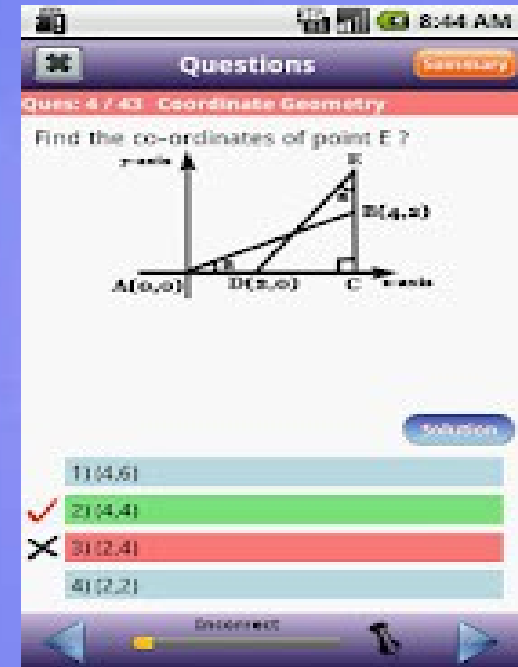 8:44 AM
Questions
Summary
Ques: 4 / 43 Coordinate Geometry
Find the co-ordinates of point E ?
y-axis
E
B(4,2)
A(0,0)
D(2,0)
C
x-axis
Solution
1) (4,6)
2) (4,4)
3) (2,4)
4) (2,2)
Incorrect